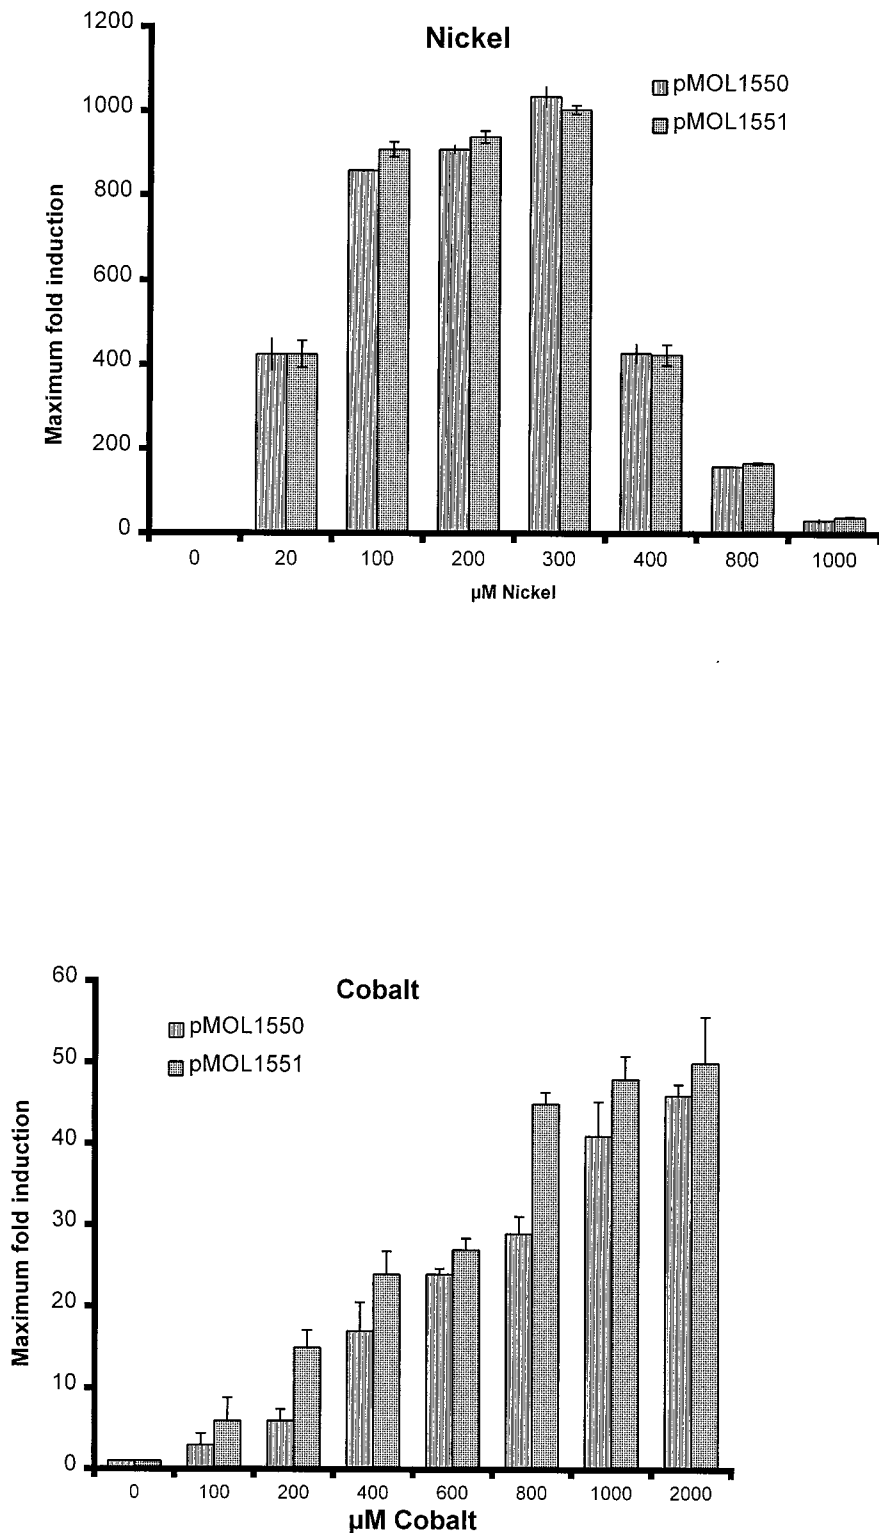 Nickel
pMOL1550
pMOL1551
Maximum fold induction
1200
1000
800
600
400
200
0
0 20 100 200 300 400 800 1000
µM Nickel
Cobalt
pMOL1550
pMOL1551
Maximum fold induction
60
50
40
30
20
10
0
0 100 200 400 600 800 1000 2000
µM Cobalt